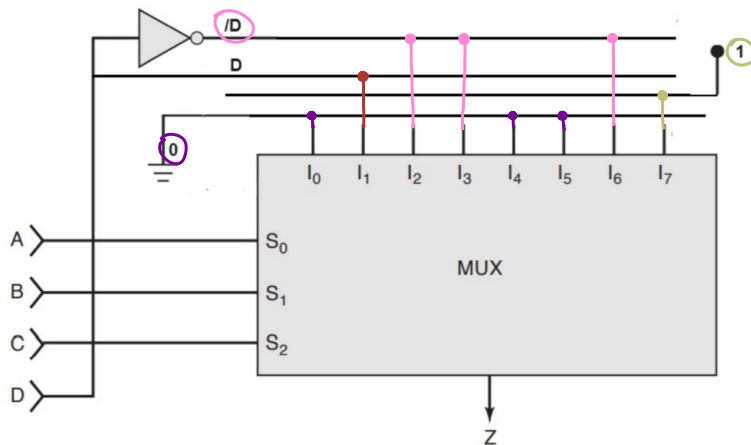 /D
D
1
0
I₀ I₁ I₂ I₃ I₄ I₅ I₆ I₇
A S₀
MUX
B S₁
C S₂
D
Z